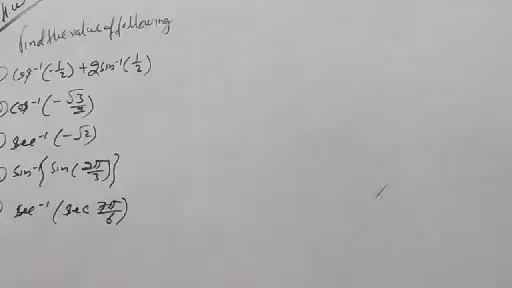 H.W
Find the value of following
) cos⁻¹(-1/2) + 2sin⁻¹(1/2)
) cos⁻¹(-√3/2)
) sec⁻¹(-√2)
) sin⁻¹{sin(2π/3)}
) sec⁻¹(sec 7π/6)